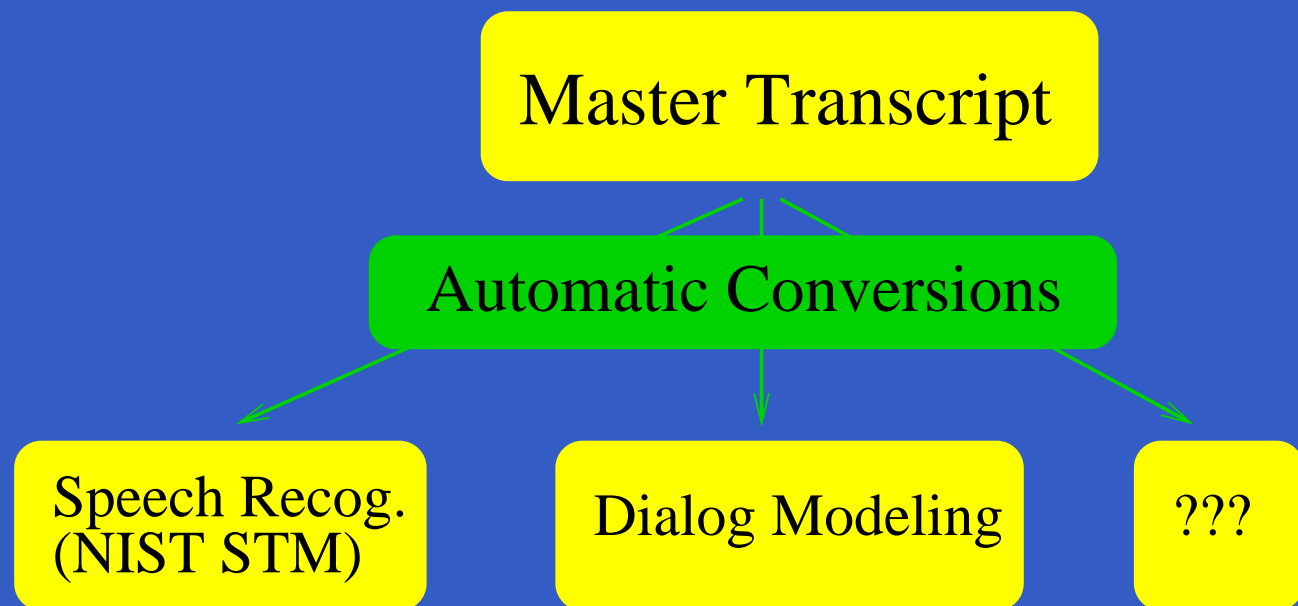 Master Transcript
Automatic Conversions
Speech Recog.
(NIST STM)
Dialog Modeling
???